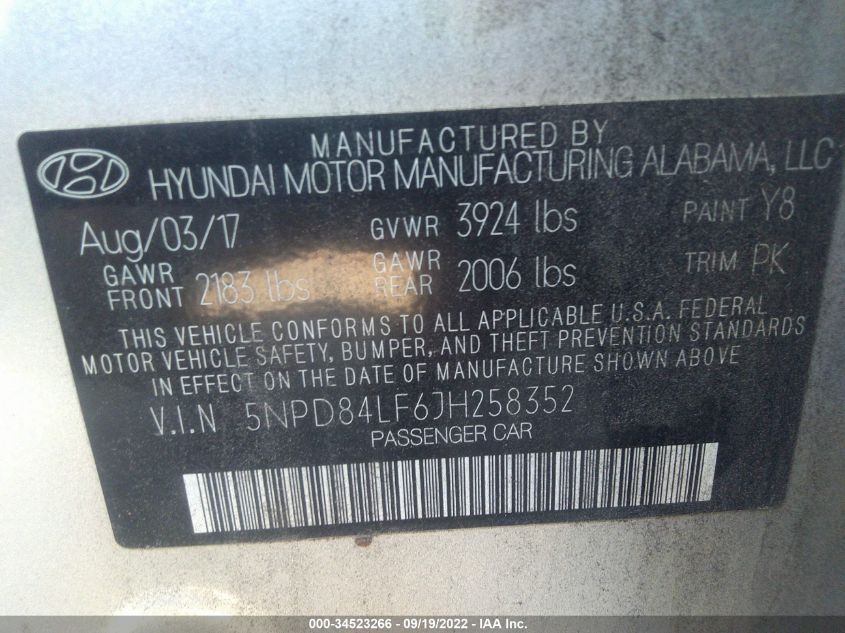 MANUFACTURED BY
HYUNDAI MOTOR MANUFACTURING ALABAMA, LLC
Aug/03/17 GVWR 3924 lbs PAINT Y8
GAWR FRONT 2183 lbs GAWR REAR 2006 lbs TRIM PK
THIS VEHICLE CONFORMS TO ALL APPLICABLE U.S.A. FEDERAL
MOTOR VEHICLE SAFETY, BUMPER, AND THEFT PREVENTION STANDARDS
IN EFFECT ON THE DATE OF MANUFACTURE SHOWN ABOVE
V.I.N 5NPD84LF6JH258352
PASSENGER CAR
000-34523266 - 09/19/2022 - IAA Inc.